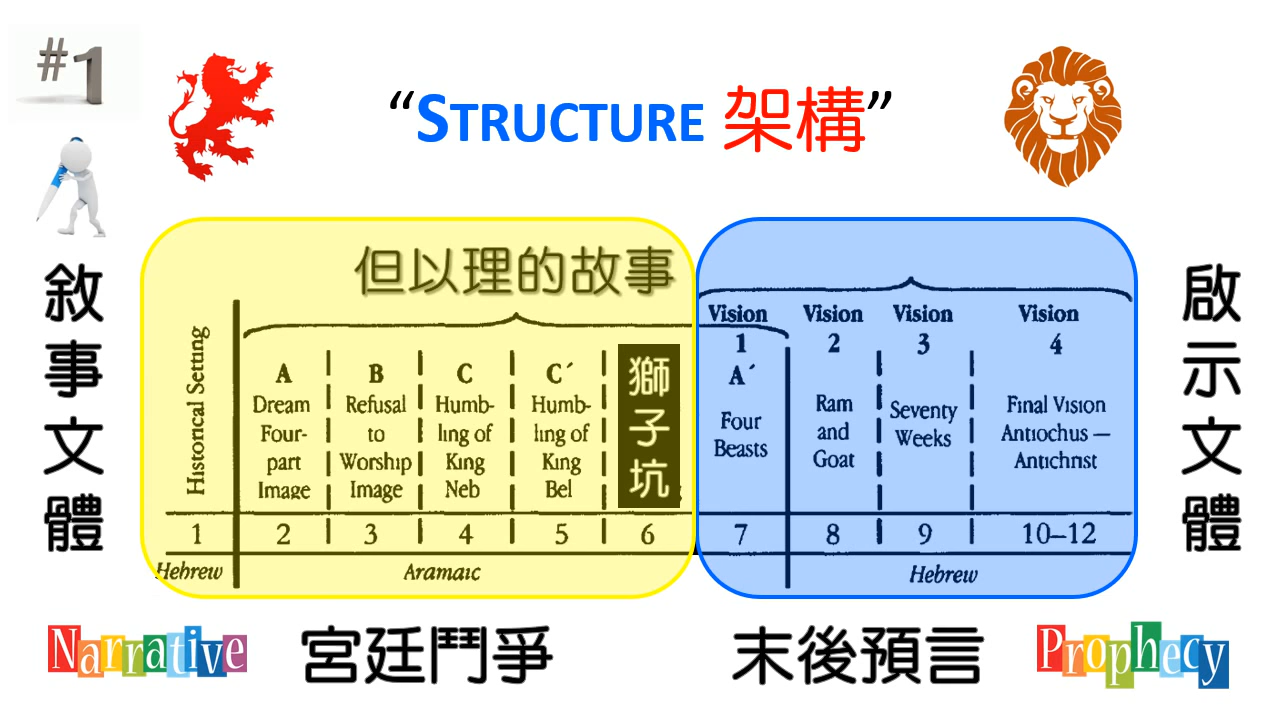 #1
“STRUCTURE 架構”
敘事文體
但以理的故事
Historical Setting
A
Dream
Four-
part
Image
B
Refusal
to
Worship
Image
C
Humb-
ling of
King
Neb
C´
Humb-
ling of
King
Bel
獅子坑
Vision
1
A´
Four
Beasts
Vision
2
Ram
and
Goat
Vision
3
Seventy
Weeks
Vision
4
Final Vision
Antiochus —
Antichrist
1 2 3 4 5 6 7 8 9 10–12
Hebrew Aramaic Hebrew
啟示文體
Narrative 宮廷鬥爭 末後預言 Prophecy